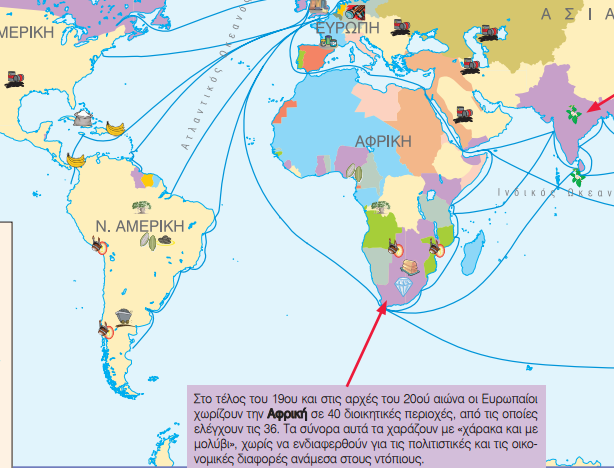 ΜΕΡΙΚΗ
Ατλαντικός Ωκεανός
ΕΥΡΩΠΗ
Α Σ Ι Α
ΑΦΡΙΚΗ
Ινδικός Ωκεαν
Ν. ΑΜΕΡΙΚΗ
Στο τέλος του 19ου και στις αρχές του 20ού αιώνα οι Ευρωπαίοι
χωρίζουν την Αφρική σε 40 διοικητικές περιοχές, από τις οποίες
ελέγχουν τις 36. Τα σύνορα αυτά τα χαράζουν με «χάρακα και με
μολύβι», χωρίς να ενδιαφερθούν για τις πολιτιστικές και τις οικο-
νομικές διαφορές ανάμεσα στους ντόπιους.